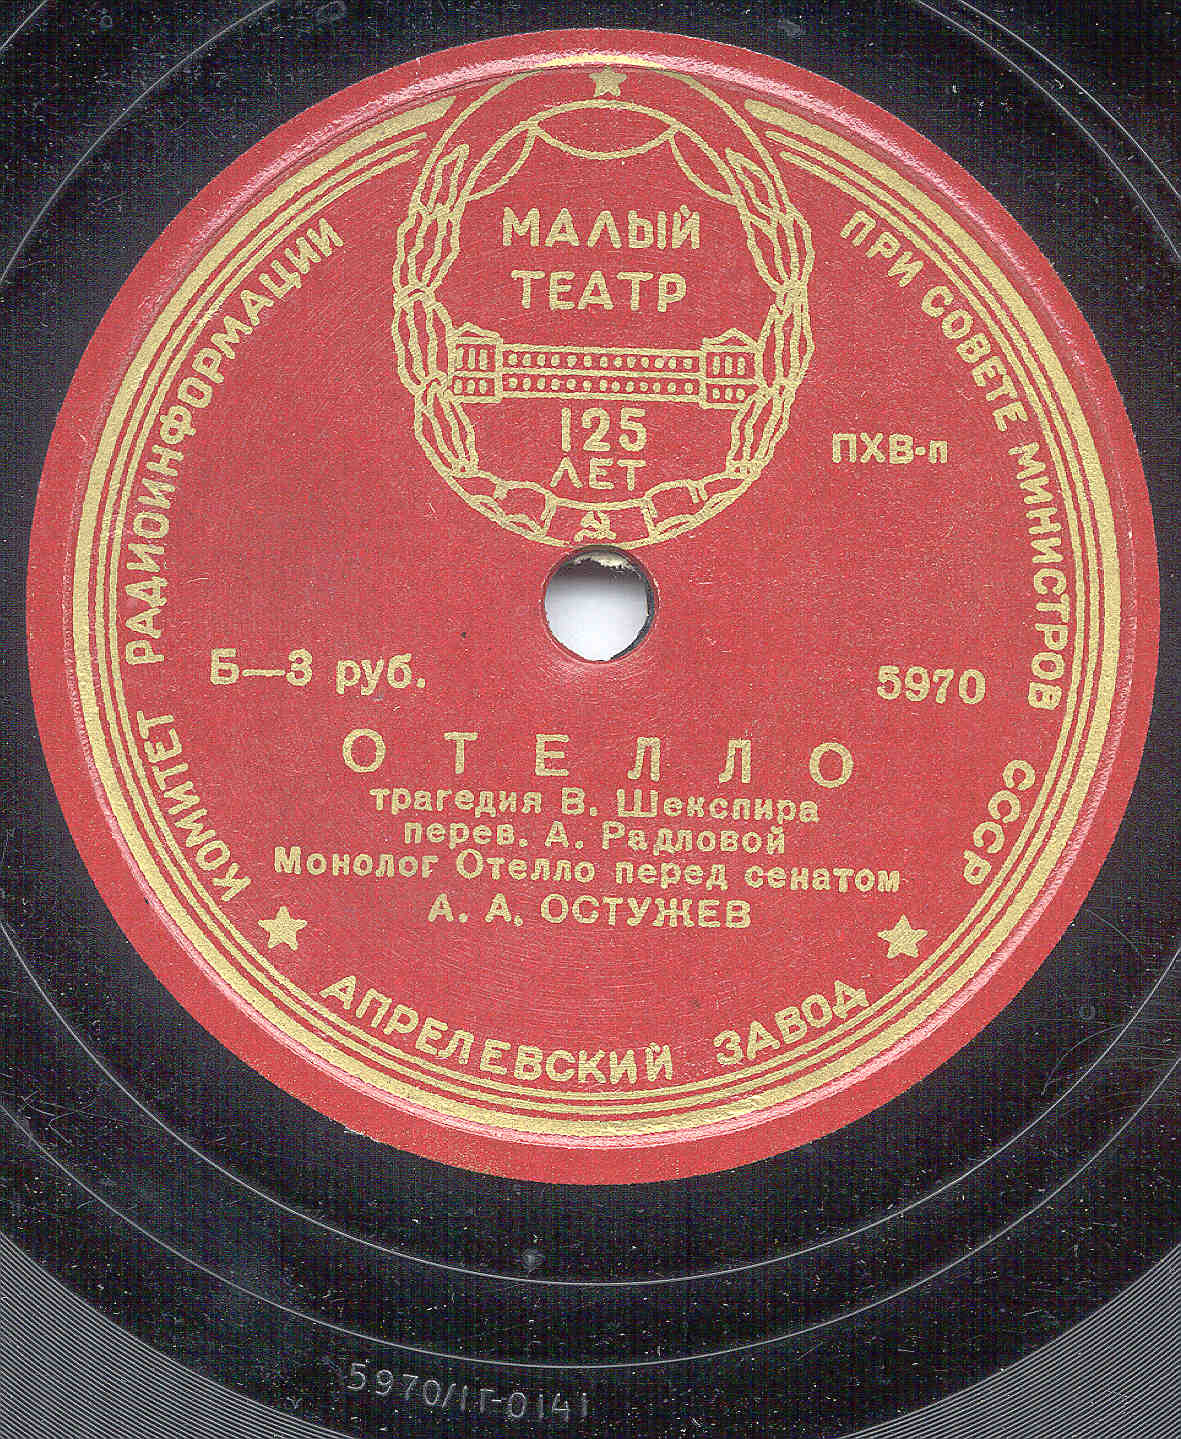 МАЛЫЙ
ТЕАТР
125
ЛЕТ
КОМИТЕТ РАДИОИНФОРМАЦИИ ПРИ СОВЕТЕ МИНИСТРОВ СССР
ПХВ-п
Б—3 руб.
5970
ОТЕЛЛО
трагедия В. Шекспира
перев. А. Радловой
Монолог Отелло перед сенатом
А. А. ОСТУЖЕВ
АПРЕЛЕВСКИЙ ЗАВОД
5970/1Г-0141